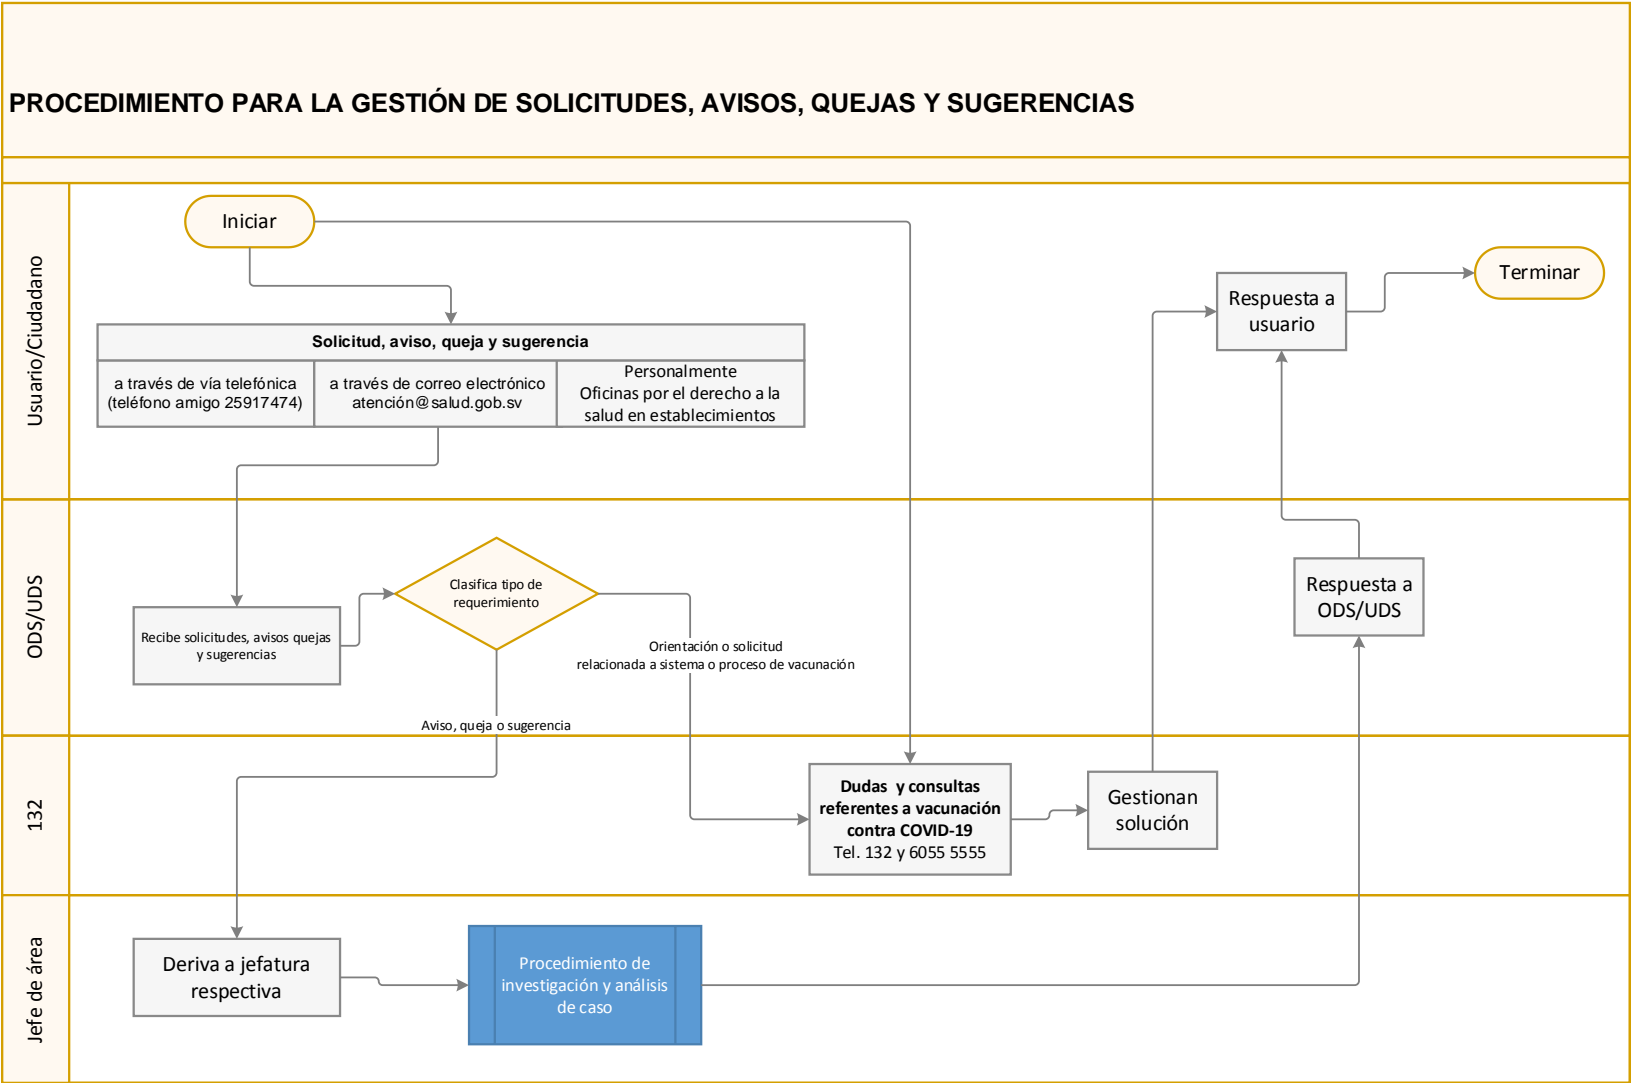 PROCEDIMIENTO PARA LA GESTIÓN DE SOLICITUDES, AVISOS, QUEJAS Y SUGERENCIAS
Usuario/Ciudadano
Iniciar
Solicitud, aviso, queja y sugerencia
a través de vía telefónica
(teléfono amigo 25917474)
a través de correo electrónico
atención@salud.gob.sv
Personalmente
Oficinas por el derecho a la
salud en establecimientos
Respuesta a
usuario
Terminar
ODS/UDS
Recibe solicitudes, avisos quejas
y sugerencias
Clasifica tipo de
requerimiento
Orientación o solicitud
relacionada a sistema o proceso de vacunación
Aviso, queja o sugerencia
Respuesta a
ODS/UDS
132
Dudas  y consultas
referentes a vacunación
contra COVID-19
Tel. 132 y 6055 5555
Gestionan
solución
Jefe de área
Deriva a jefatura
respectiva
Procedimiento de
investigación y análisis
de caso